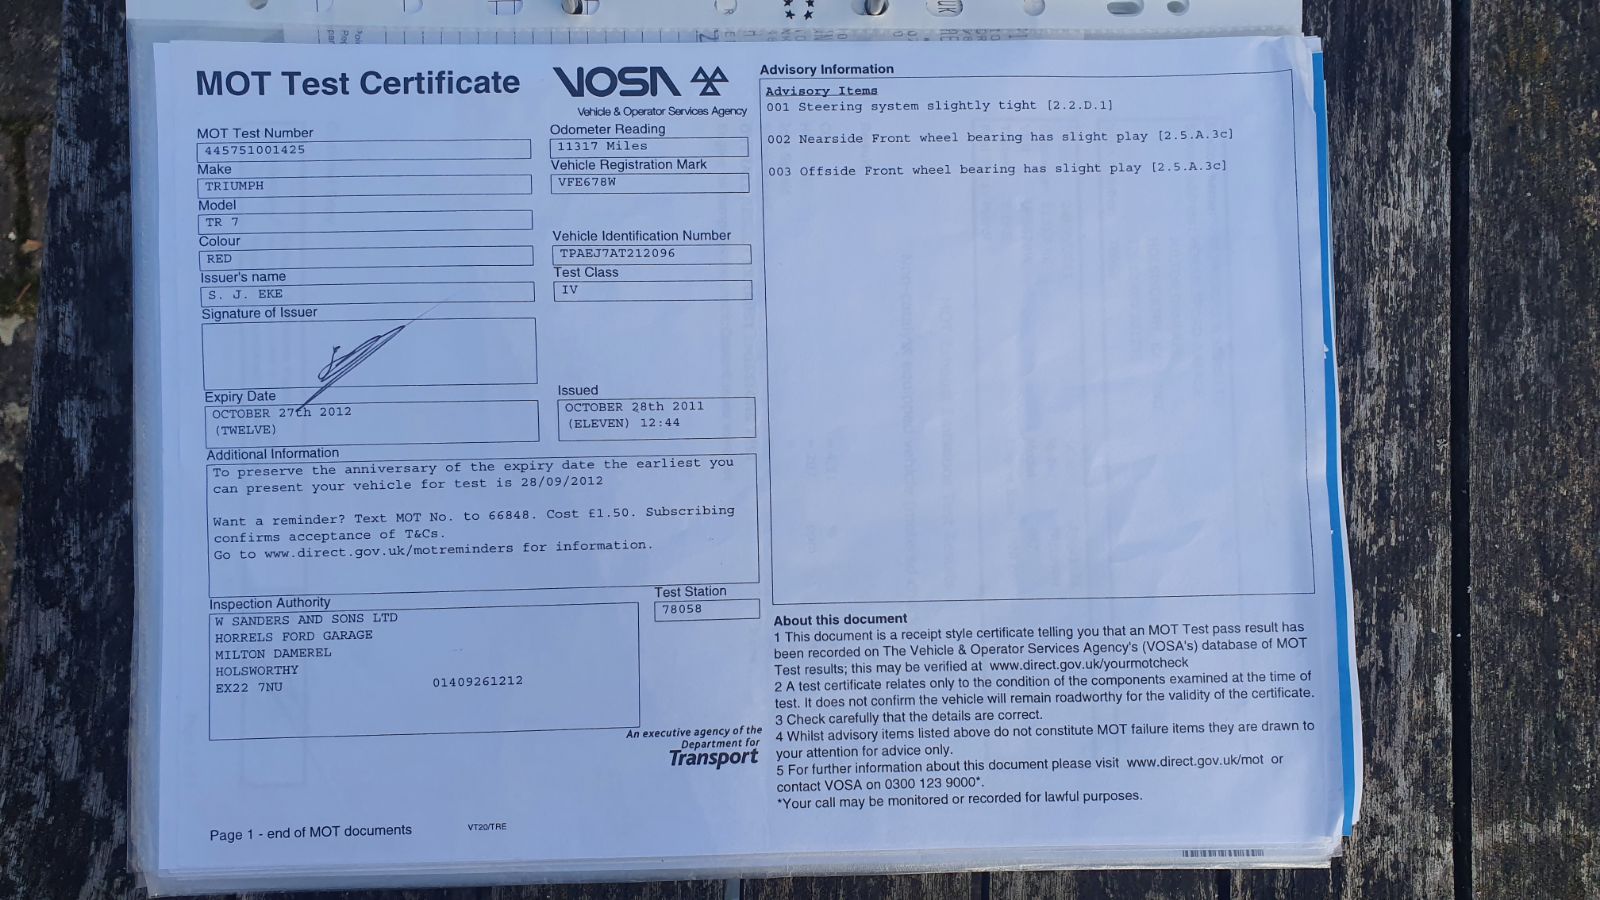 MOT Test Certificate
VOSA
Vehicle & Operator Services Agency
MOT Test Number
445751001425
Odometer Reading
11317 Miles
Make
TRIUMPH
Vehicle Registration Mark
VFE678W
Model
TR 7
Colour
RED
Vehicle Identification Number
TPAEJ7AT212096
Issuer's name
S. J. EKE
Test Class
IV
Signature of Issuer
Expiry Date
OCTOBER 27th 2012
(TWELVE)
Issued
OCTOBER 28th 2011
(ELEVEN) 12:44
Additional Information
To preserve the anniversary of the expiry date the earliest you
can present your vehicle for test is 28/09/2012
Want a reminder? Text MOT No. to 66848. Cost £1.50. Subscribing
confirms acceptance of T&Cs.
Go to www.direct.gov.uk/motreminders for information.
Inspection Authority
W SANDERS AND SONS LTD
HORRELS FORD GARAGE
MILTON DAMEREL
HOLSWORTHY
EX22 7NU 01409261212
Test Station
78058
An executive agency of the
Department for
Transport
Page 1 - end of MOT documents
VT20/TRE
Advisory Information
Advisory Items
001 Steering system slightly tight [2.2.D.1]
002 Nearside Front wheel bearing has slight play [2.5.A.3c]
003 Offside Front wheel bearing has slight play [2.5.A.3c]
About this document
1 This document is a receipt style certificate telling you that an MOT Test pass result has
been recorded on The Vehicle & Operator Services Agency's (VOSA's) database of MOT
Test results; this may be verified at www.direct.gov.uk/yourmotcheck
2 A test certificate relates only to the condition of the components examined at the time of
test. It does not confirm the vehicle will remain roadworthy for the validity of the certificate.
3 Check carefully that the details are correct.
4 Whilst advisory items listed above do not constitute MOT failure items they are drawn to
your attention for advice only.
5 For further information about this document please visit www.direct.gov.uk/mot or
contact VOSA on 0300 123 9000*.
*Your call may be monitored or recorded for lawful purposes.